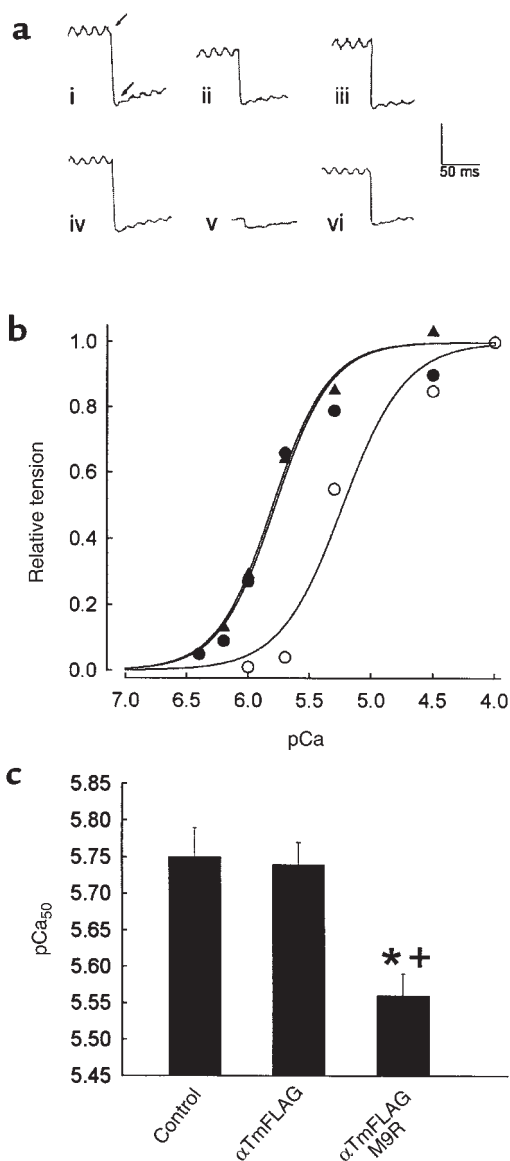 a
i
ii
iii
50 ms
iv
v
vi
b
1.0
0.8
0.6
0.4
0.2
0.0
Relative tension
7.0 6.5 6.0 5.5 5.0 4.5 4.0
pCa
c
5.85
5.80
5.75
5.70
5.65
5.60
5.55
5.50
5.45
pCa50
*+
Control
αTmFLAG
αTmFLAG
M9R